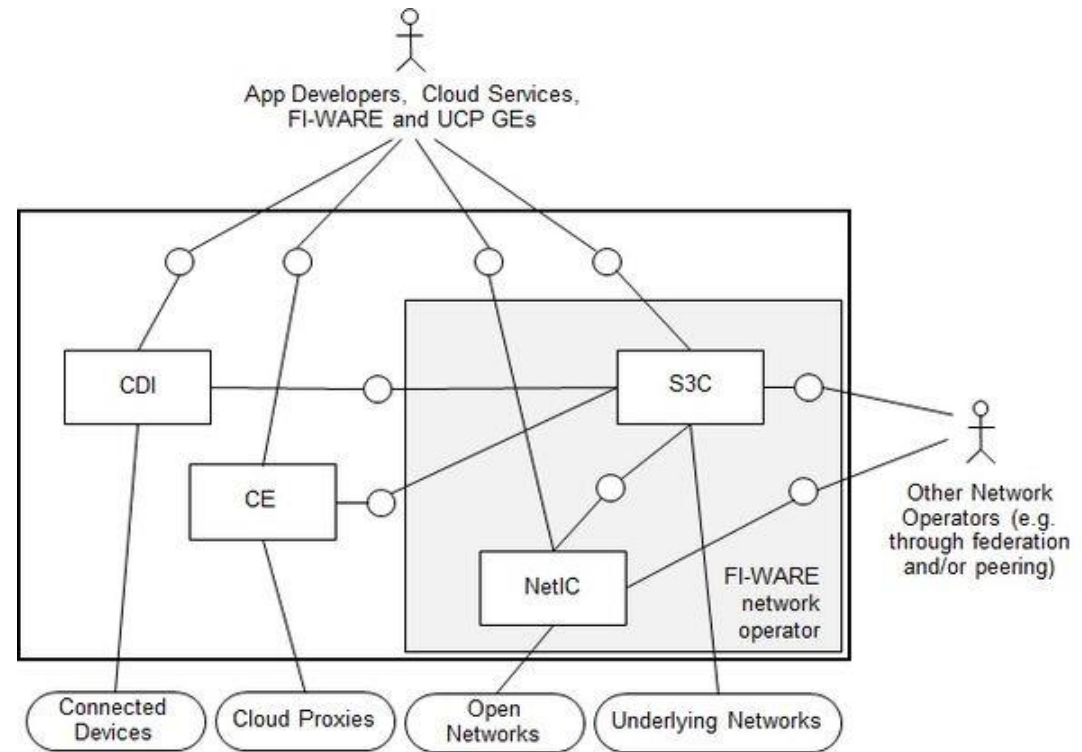 App Developers, Cloud Services,
FI-WARE and UCP GEs
CDI
S3C
CE
NetIC
FI-WARE
network
operator
Other Network
Operators (e.g.
through federation
and/or peering)
Connected
Devices
Cloud Proxies
Open
Networks
Underlying Networks